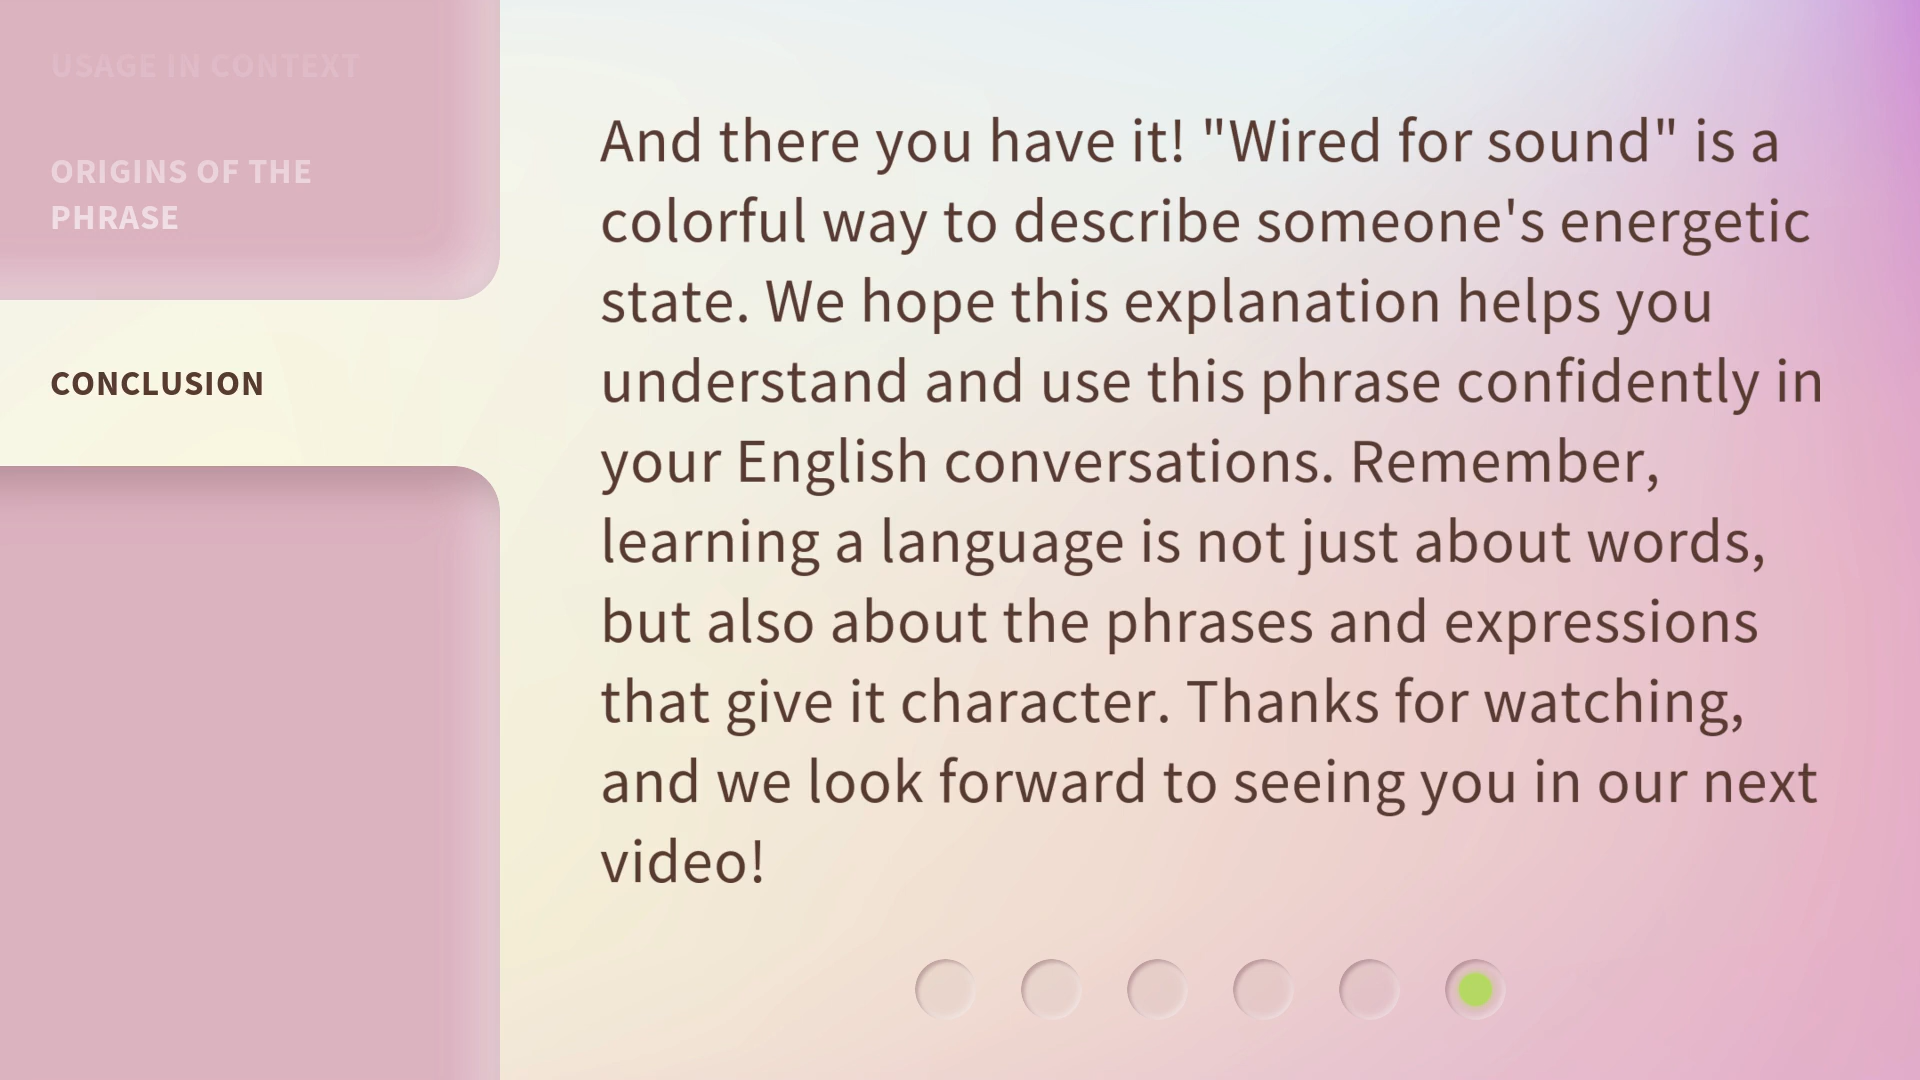 USAGE IN CONTEXT
ORIGINS OF THE
PHRASE
CONCLUSION
And there you have it! "Wired for sound" is a
colorful way to describe someone's energetic
state. We hope this explanation helps you
understand and use this phrase confidently in
your English conversations. Remember,
learning a language is not just about words,
but also about the phrases and expressions
that give it character. Thanks for watching,
and we look forward to seeing you in our next
video!